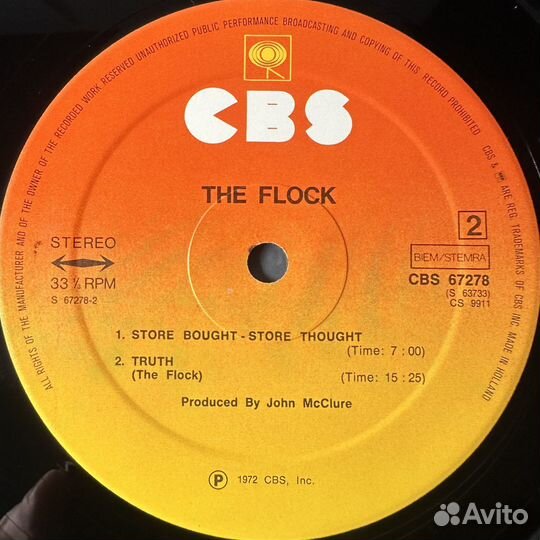 ALL RIGHTS OF THE MANUFACTURER AND OF THE OWNER OF THE RECORDED WORK RESERVED UNAUTHORIZED PUBLIC PERFORMANCE BROADCASTING AND COPYING OF THIS RECORD PROHIBITED
CBS & ARE REG. TRADEMARKS OF CBS INC. MADE IN HOLLAND
CBS
THE FLOCK
STEREO
33 ⅓ RPM
S 67278-2
2
BIEM/STEMRA
CBS 67278
(S 63733)
CS 9911
1. STORE BOUGHT - STORE THOUGHT
(Time: 7 : 00)
2. TRUTH
(The Flock) (Time: 15 : 25)
Produced By John McClure
Ⓟ 1972 CBS, Inc.
Avito